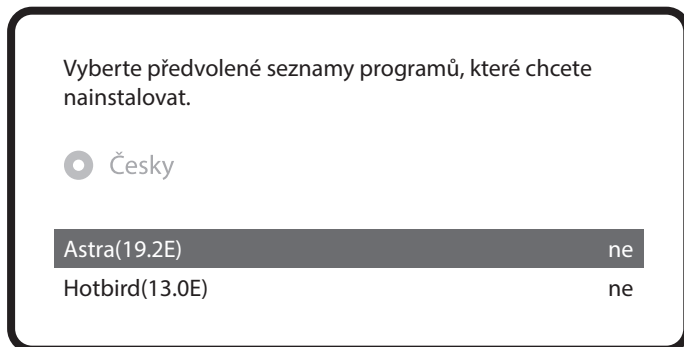 Vyberte předvolené seznamy programů, které chcete
nainstalovat.
Česky
Astra(19.2E) ne
Hotbird(13.0E) ne